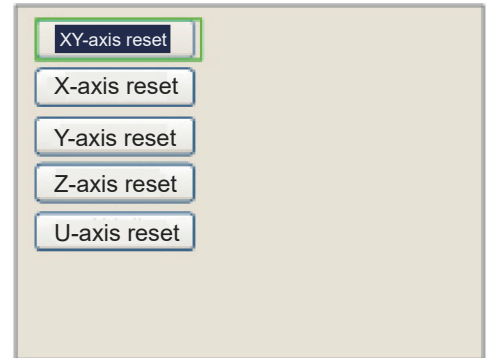 XY-axis reset
X-axis reset
Y-axis reset
Z-axis reset
U-axis reset